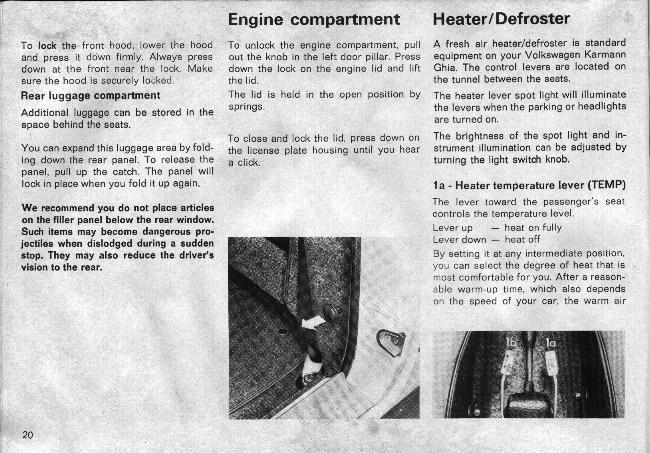 To lock the front hood, lower the hood
and press it down firmly. Always press
down at the front near the lock. Make
sure the hood is securely locked.
Rear luggage compartment
Additional luggage can be stored in the
space behind the seats.
You can expand this luggage area by fold-
ing down the rear panel. To release the
panel, pull up the catch. The panel will
lock in place when you fold it up again.
We recommend you do not place articles
on the filler panel below the rear window.
Such items may become dangerous pro-
jectiles when dislodged during a sudden
stop. They may also reduce the driver's
vision to the rear.
20
Engine compartment
To unlock the engine compartment, pull
out the knob in the left door pillar. Press
down the lock on the engine lid and lift
the lid.
The lid is held in the open position by
springs.
To close and lock the lid, press down on
the license plate housing until you hear
a click.
Heater/Defroster
A fresh air heater/defroster is standard
equipment on your Volkswagen Karmann
Ghia. The control levers are located on
the tunnel between the seats.
The heater lever spot light will illuminate
the levers when the parking or headlights
are turned on.
The brightness of the spot light and in-
strument illumination can be adjusted by
turning the light switch knob.
1a - Heater temperature lever (TEMP)
The lever toward the passenger's seat
controls the temperature level.
Lever up — heat on fully
Lever down — heat off
By setting it at any intermediate position,
you can select the degree of heat that is
most comfortable for you. After a reason-
able warm-up time, which also depends
on the speed of your car, the warm air
1b 1a